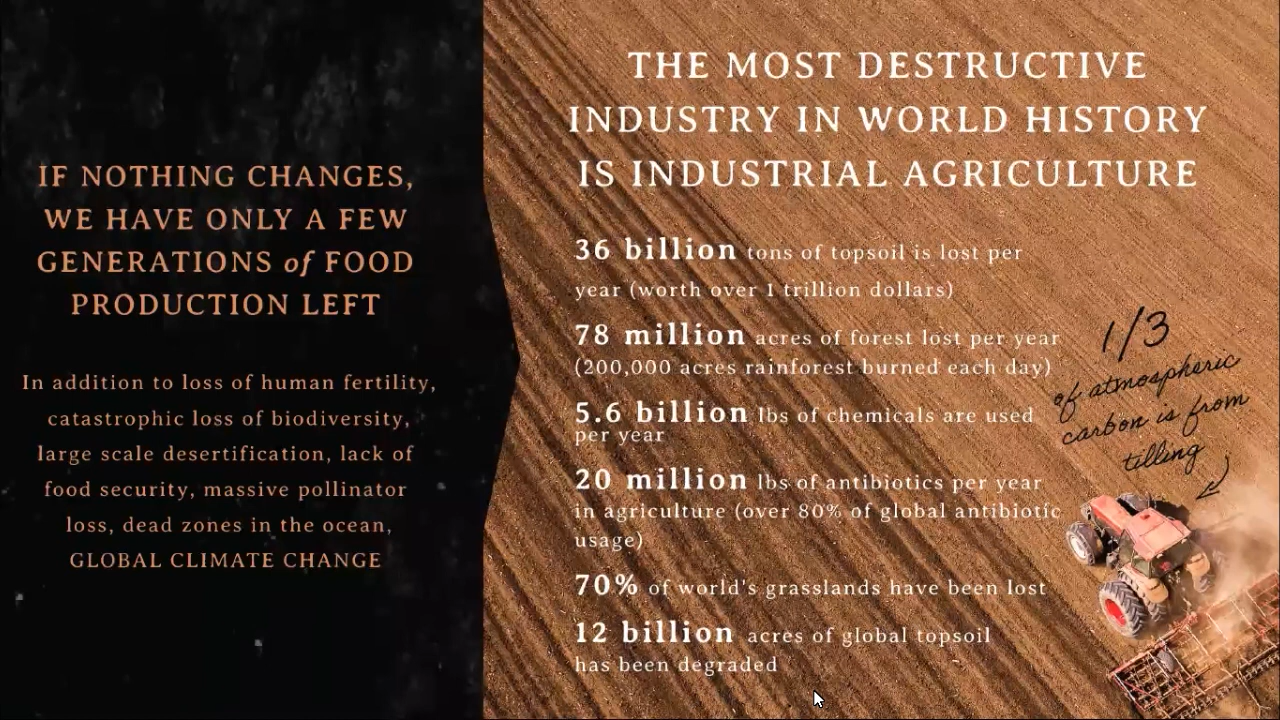 IF NOTHING CHANGES,
WE HAVE ONLY A FEW
GENERATIONS of FOOD
PRODUCTION LEFT
In addition to loss of human fertility,
catastrophic loss of biodiversity,
large scale desertification, lack of
food security, massive pollinator
loss, dead zones in the ocean,
GLOBAL CLIMATE CHANGE
THE MOST DESTRUCTIVE
INDUSTRY IN WORLD HISTORY
IS INDUSTRIAL AGRICULTURE
36 billion tons of topsoil is lost per
year (worth over 1 trillion dollars)
78 million acres of forest lost per year
(200,000 acres rainforest burned each day)
5.6 billion lbs of chemicals are used
per year
20 million lbs of antibiotics per year
in agriculture (over 80% of global antibiotic
usage)
70% of world's grasslands have been lost
12 billion acres of global topsoil
has been degraded
1/3
of atmospheric
carbon is from
tilling